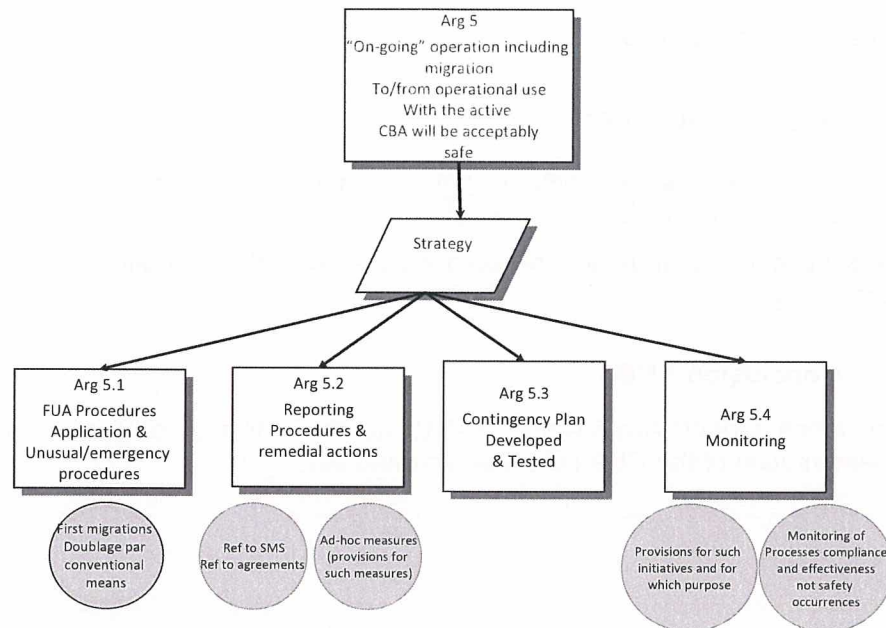 Arg 5
"On-going" operation including
migration
To/from operational use
With the active
CBA will be acceptably
safe
Strategy
Arg 5.1
FUA Procedures
Application &
Unusual/emergency
procedures
Arg 5.2
Reporting
Procedures &
remedial actions
Arg 5.3
Contingency Plan
Developed
& Tested
Arg 5.4
Monitoring
First migrations
Doublage par
conventional
means
Ref to SMS
Ref to agreements
Ad-hoc measures
(provisions for
such measures)
Provisions for such
initiatives and for
which purpose
Monitoring of
Processes compliance
and effectiveness
not safety
occurrences